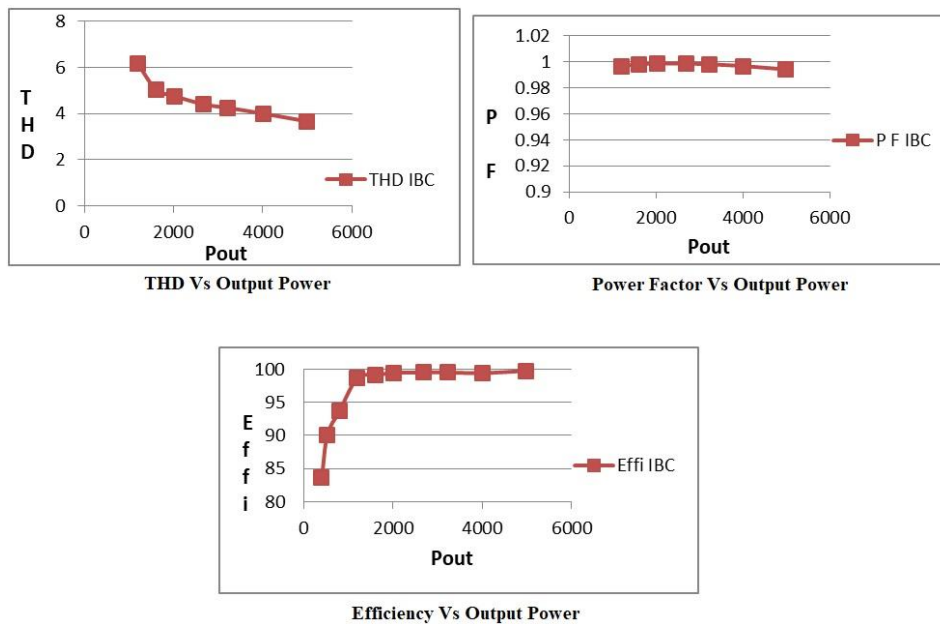 8
6
4
2
0
T
H
D
THD IBC
0 2000 4000 6000
Pout
THD Vs Output Power
1.02
1
0.98
0.96
0.94
0.92
0.9
P
F
P F IBC
0 2000 4000 6000
Pout
Power Factor Vs Output Power
100
95
90
85
80
E
f
f
i
Effi IBC
0 2000 4000 6000
Pout
Efficiency Vs Output Power